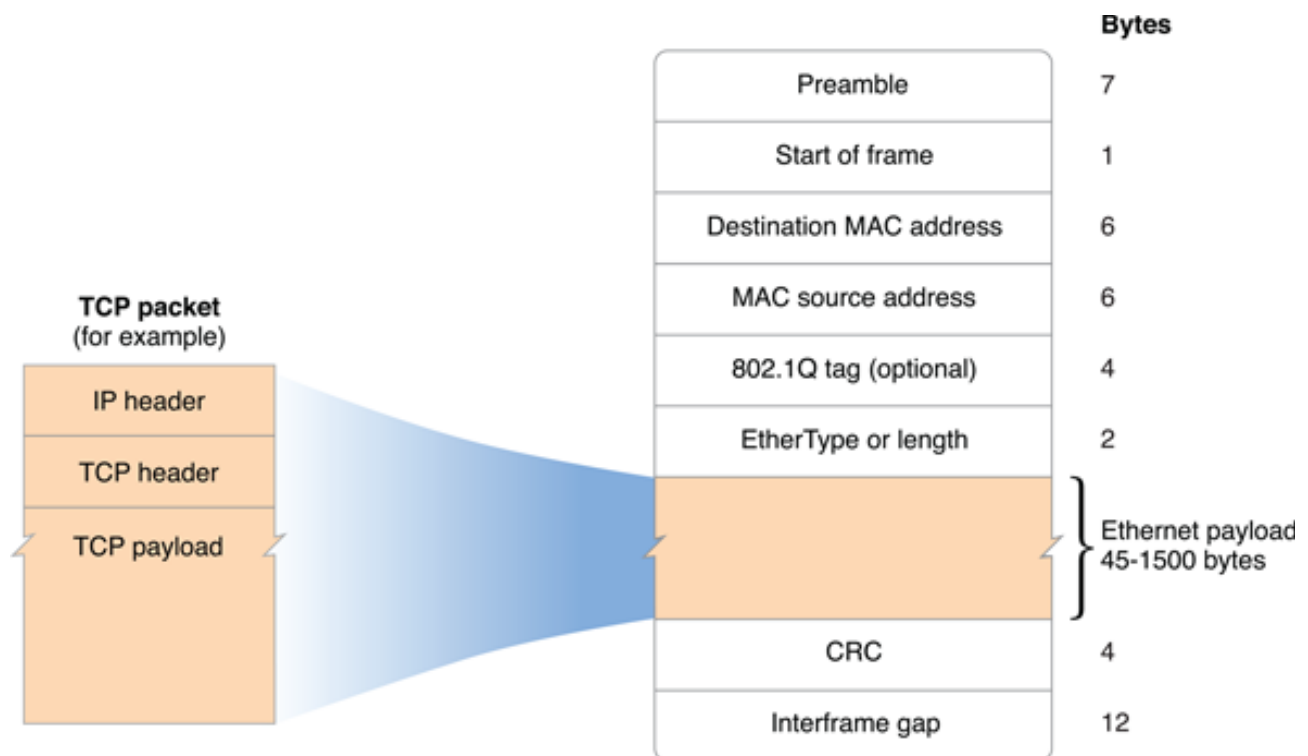 Bytes
Preamble 7
Start of frame 1
Destination MAC address 6
MAC source address 6
802.1Q tag (optional) 4
EtherType or length 2
Ethernet payload
45-1500 bytes
CRC 4
Interframe gap 12
TCP packet
(for example)
IP header
TCP header
TCP payload